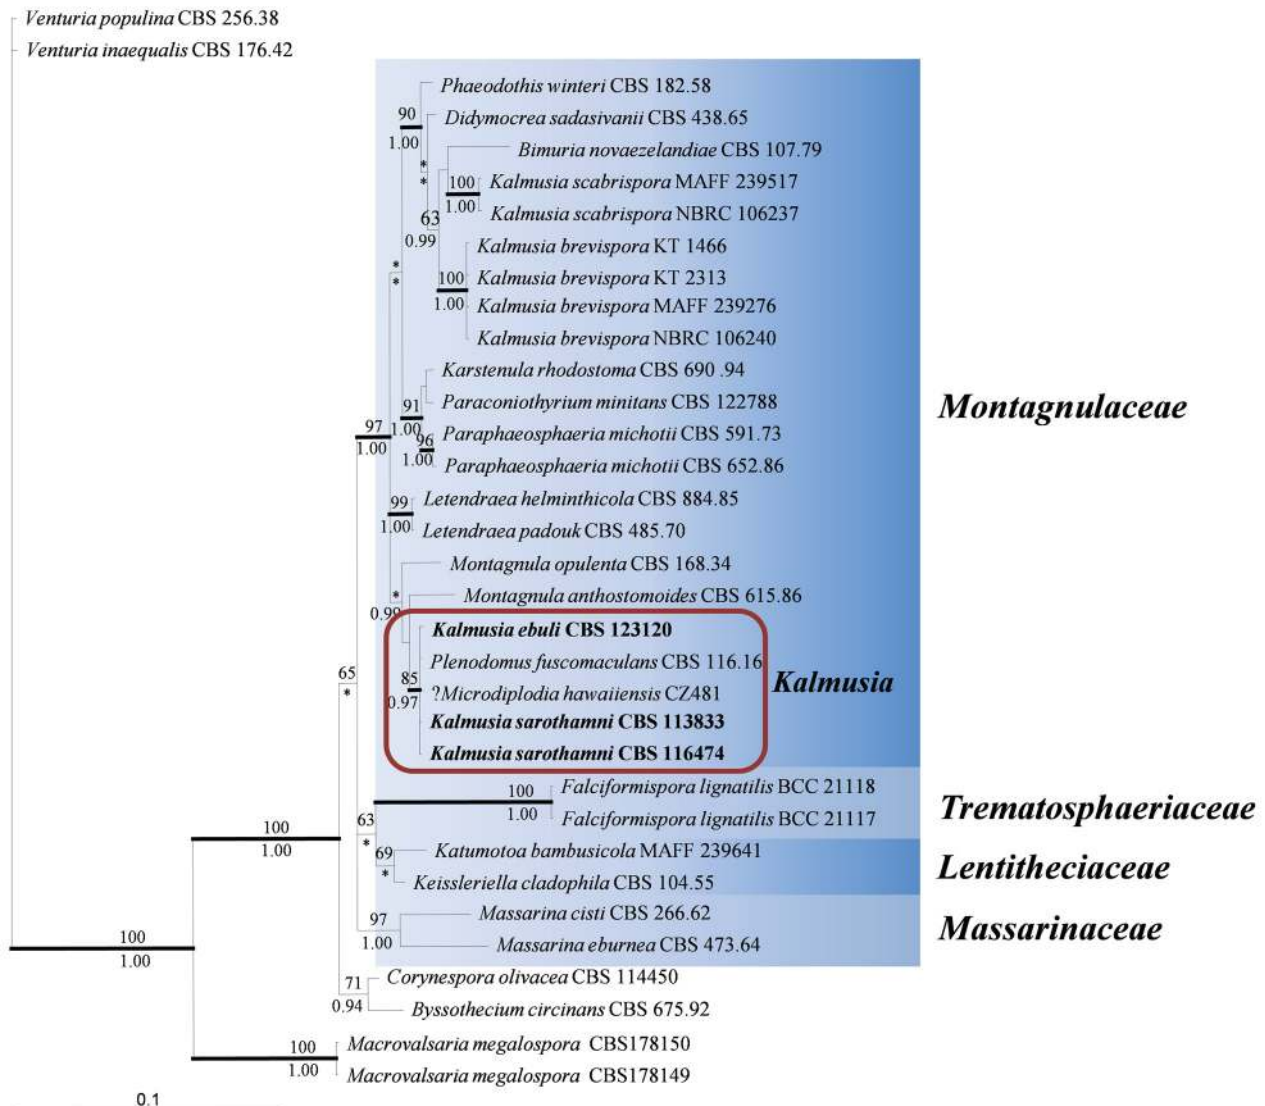 Venturia populina CBS 256.38
Venturia inaequalis CBS 176.42
Phaeodothis winteri CBS 182.58
90
1.00
Didymocrea sadasivanii CBS 438.65
Bimuria novaezelandiae CBS 107.79
*
*
100
1.00
Kalmusia scabrispora MAFF 239517
Kalmusia scabrispora NBRC 106237
63
0.99
Kalmusia brevispora KT 1466
*
*
100
1.00
Kalmusia brevispora KT 2313
Kalmusia brevispora MAFF 239276
Kalmusia brevispora NBRC 106240
Karstenula rhodostoma CBS 690 .94
91
1.00
Paraconiothyrium minitans CBS 122788
Montagnulaceae
97
1.00
96
1.00
Paraphaeosphaeria michotii CBS 591.73
Paraphaeosphaeria michotii CBS 652.86
99
1.00
Letendraea helminthicola CBS 884.85
Letendraea padouk CBS 485.70
Montagnula opulenta CBS 168.34
*
0.99
Montagnula anthostomoides CBS 615.86
Kalmusia ebuli CBS 123120
Plenodomus fuscomaculans CBS 116.16
85
0.97
Kalmusia
?Microdiplodia hawaiiensis CZ481
65
*
Kalmusia sarothamni CBS 113833
Kalmusia sarothamni CBS 116474
100
1.00
Falciformispora lignatilis BCC 21118
Falciformispora lignatilis BCC 21117
Trematosphaeriaceae
63
*
100
1.00
69
*
Katumotoa bambusicola MAFF 239641
Keissleriella cladophila CBS 104.55
Lentitheciaceae
97
1.00
Massarina cisti CBS 266.62
Massarina eburnea CBS 473.64
Massarinaceae
100
1.00
71
0.94
Corynespora olivacea CBS 114450
Byssothecium circinans CBS 675.92
100
1.00
Macrovalsaria megalospora CBS178150
Macrovalsaria megalospora CBS178149
0.1